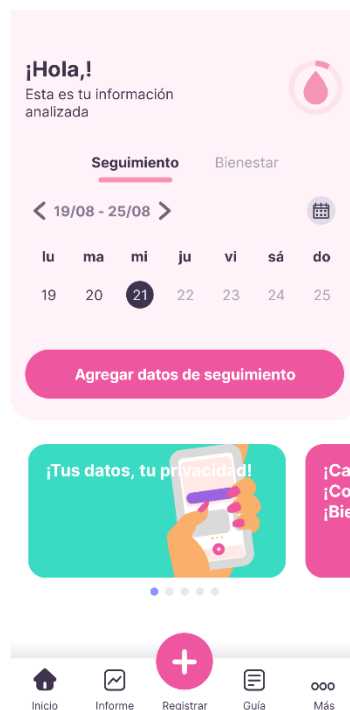 ¡Hola,!
Esta es tu información
analizada
Seguimiento Bienestar
19/08 - 25/08
lu ma mi ju vi sá do
19 20 21 22 23 24 25
Agregar datos de seguimiento
¡Tus datos, tu privacidad!
¡Ca
¡Co
¡Bie
Inicio Informe Registrar Guía Más